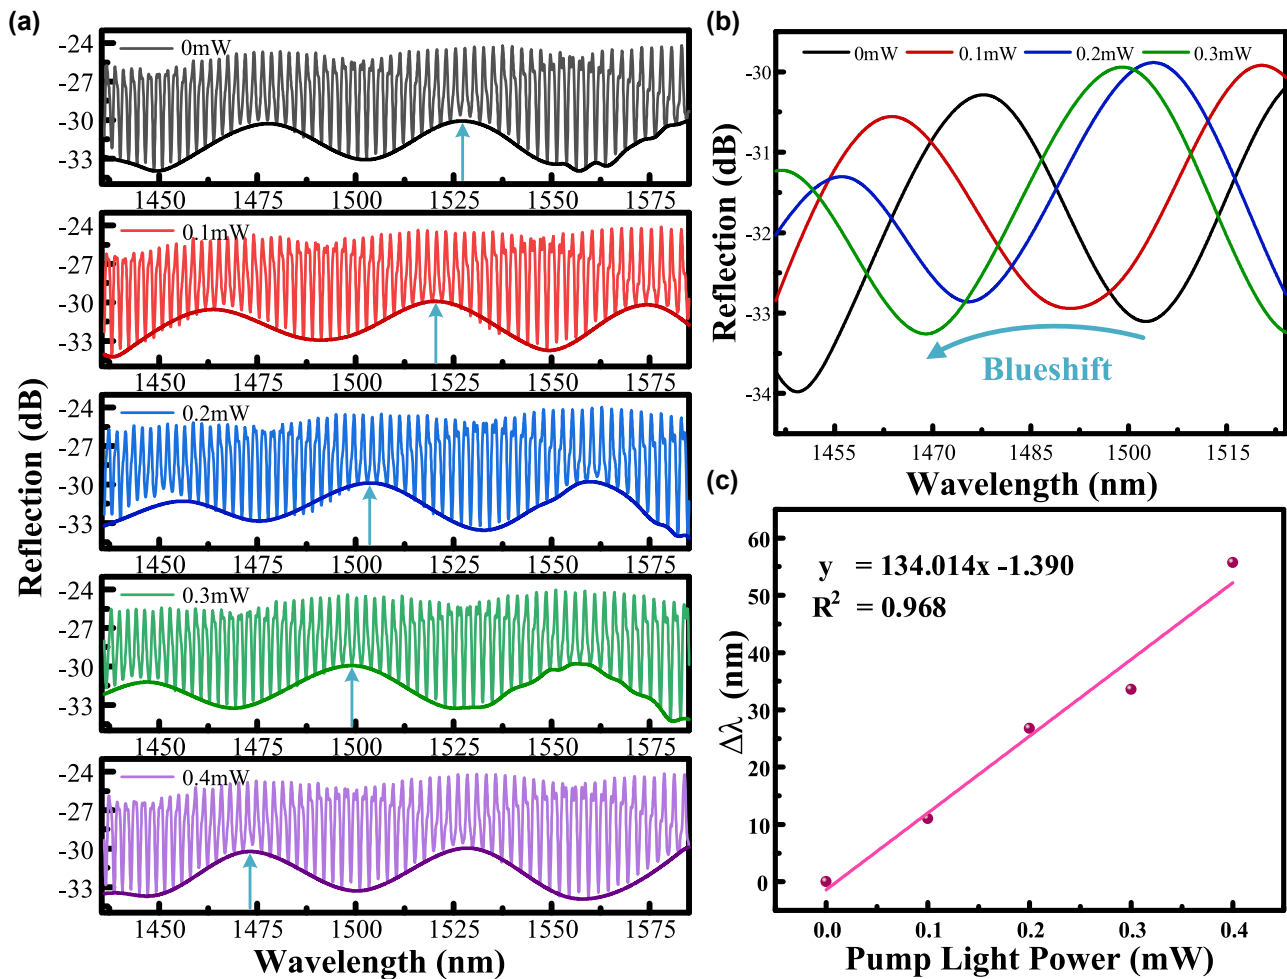 (a)
Reflection (dB)
0mW
-24
-27
-30
-33
1450 1475 1500 1525 1550 1575
0.1mW
-24
-27
-30
-33
1450 1475 1500 1525 1550 1575
0.2mW
-24
-27
-30
-33
1450 1475 1500 1525 1550 1575
0.3mW
-24
-27
-30
-33
1450 1475 1500 1525 1550 1575
0.4mW
-24
-27
-30
-33
1450 1475 1500 1525 1550 1575
Wavelength (nm)
(b)
0mW 0.1mW 0.2mW 0.3mW
Reflection (dB)
-30
-31
-32
-33
-34
Blueshift
1455 1470 1485 1500 1515
Wavelength (nm)
(c)
y = 134.014x -1.390
R² = 0.968
Δλ (nm)
60
50
40
30
20
10
0
0.0 0.1 0.2 0.3 0.4
Pump Light Power (mW)